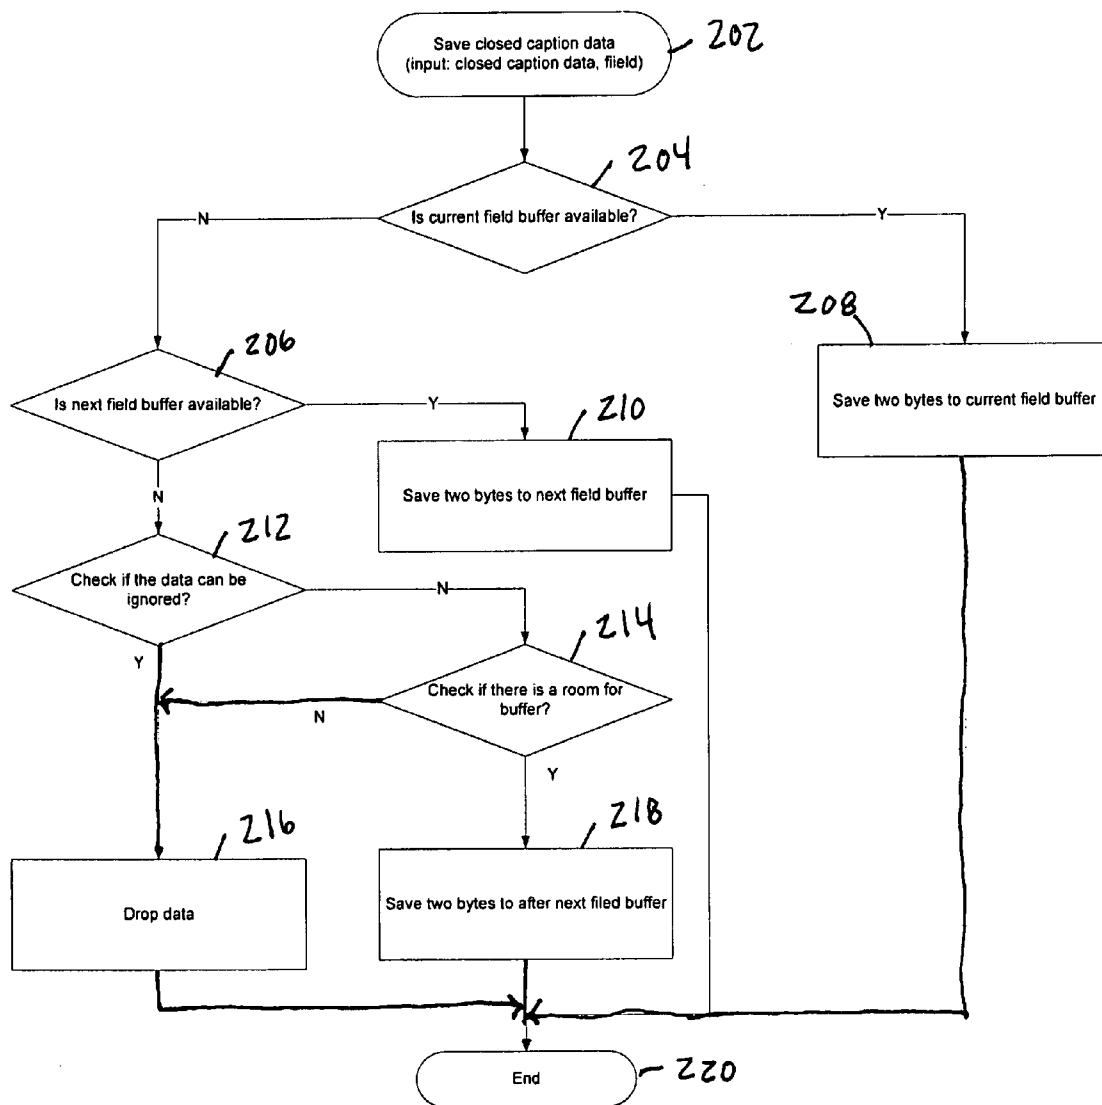 Save closed caption data
(input: closed caption data, fiield)
202
204
Is current field buffer available?
N
Y
208
206
Is next field buffer available?
Y
210
Save two bytes to current field buffer
Save two bytes to next field buffer
N
212
Check if the data can be
ignored?
N
214
Y
Check if there is a room for
buffer?
N
Y
216
218
Drop data
Save two bytes to after next filed buffer
End
220